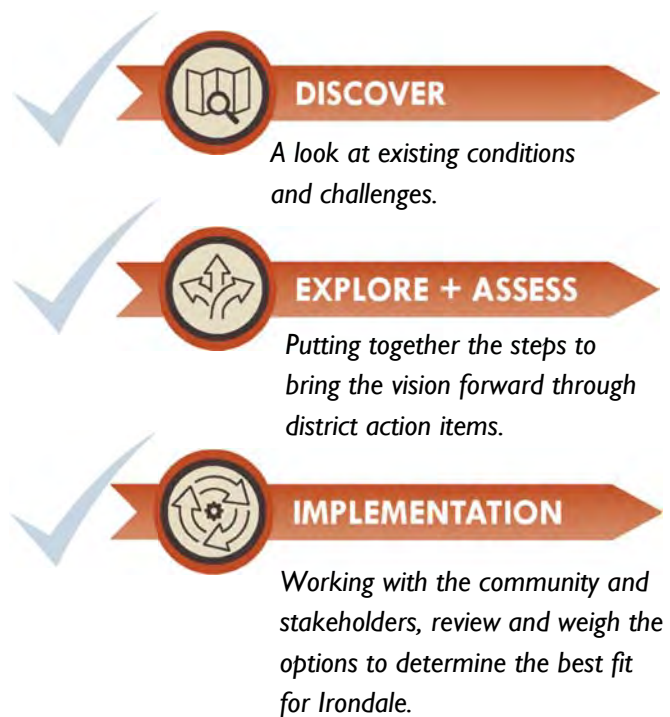 DISCOVER
A look at existing conditions
and challenges.
EXPLORE + ASSESS
Putting together the steps to
bring the vision forward through
district action items.
IMPLEMENTATION
Working with the community and
stakeholders, review and weigh the
options to determine the best fit
for Irondale.